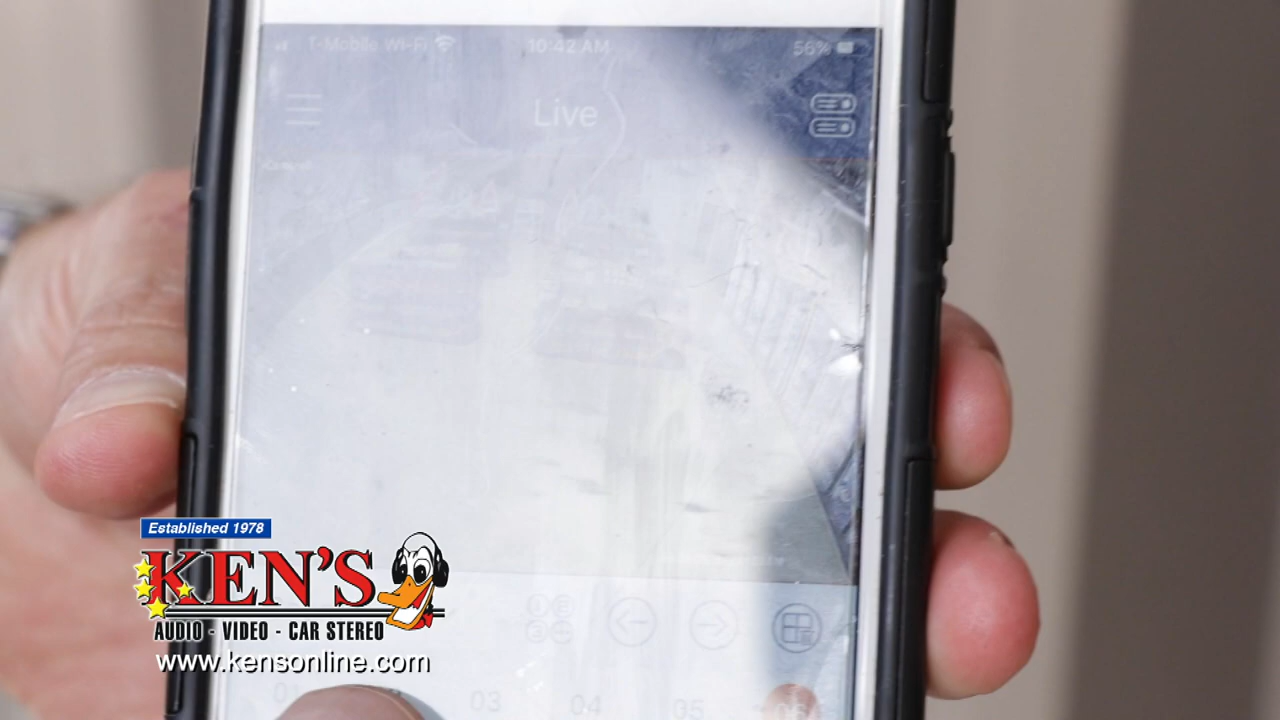 T-Mobile Wi-Fi 10:42 AM 56%
Live
Established 1978
KEN'S
AUDIO - VIDEO - CAR STEREO
www.kensonline.com
01 03 04 05